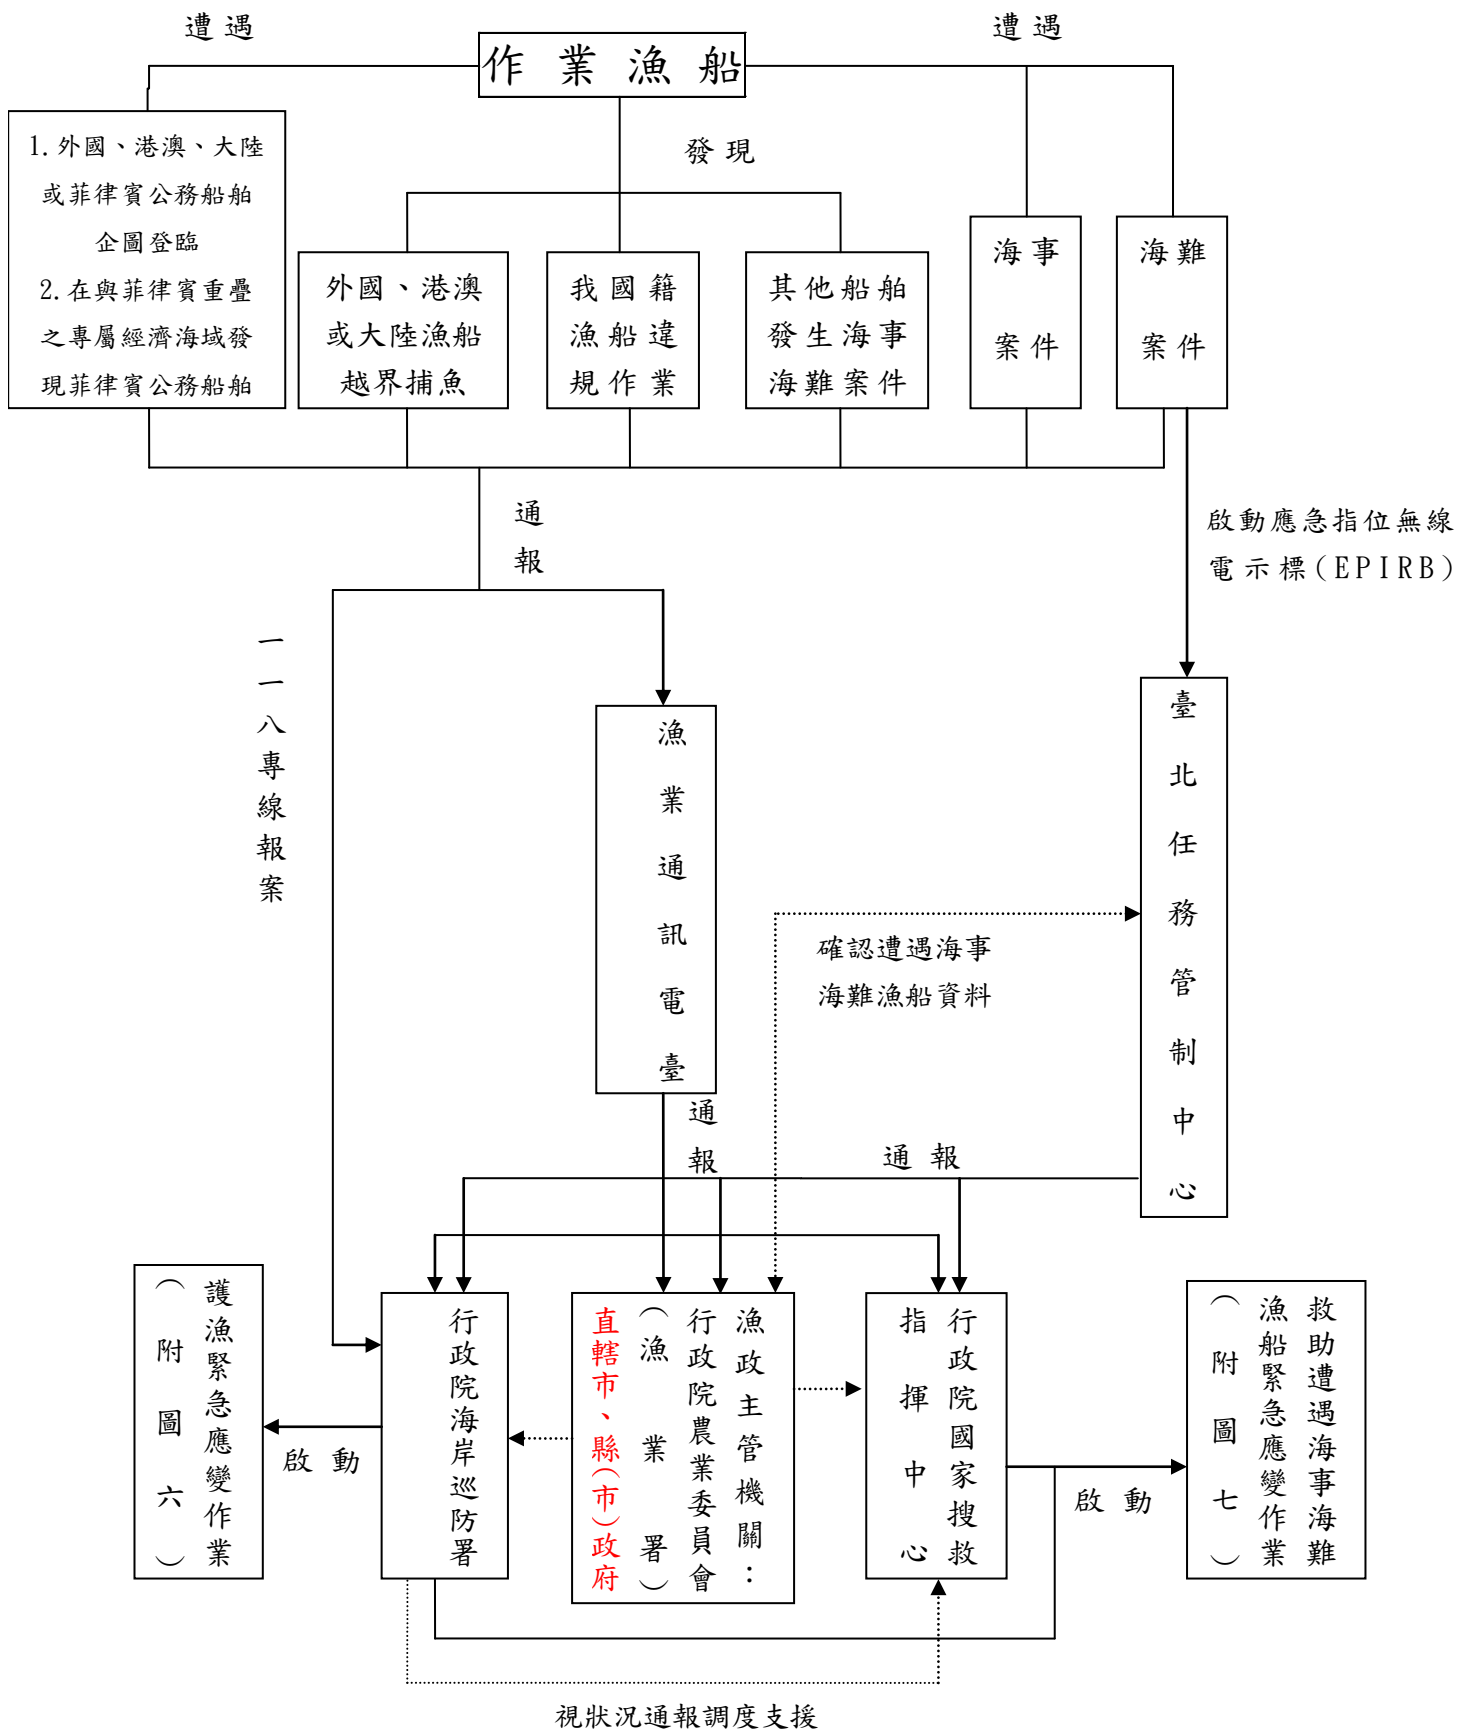 遭遇
遭遇
作業漁船
發現
1.外國、港澳、大陸
或菲律賓公務船舶
企圖登臨
2.在與菲律賓重疊
之專屬經濟海域發
現菲律賓公務船舶
外國、港澳
或大陸漁船
越界捕魚
我國籍
漁船違
規作業
其他船舶
發生海事
海難案件
海事
案件
海難
案件
通報
啟動應急指位無線
電示標(EPIRB)
一一八專線報案
漁業通訊電臺
臺北任務管制中心
確認遭遇海事
海難漁船資料
通報
通報
護漁緊急應變作業
(附圖六)
啟動
行政院海岸巡防署
漁政主管機關:
行政院農業委員會
(漁業署)
直轄市、縣(市)政府
行政院國家搜救
指揮中心
啟動
救助遭遇海事海難
漁船緊急應變作業
(附圖七)
視狀況通報調度支援